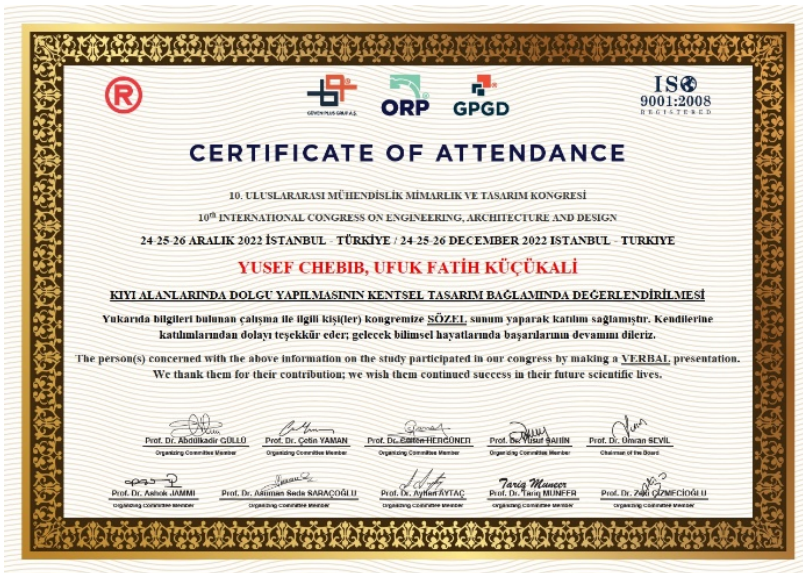 ®
GÜVEN PLUS GRUP A.Ş.
ORP
GPGD
ISO
9001:2008
REGISTERED
CERTIFICATE OF ATTENDANCE
10. ULUSLARARASI MÜHENDİSLİK MİMARLIK VE TASARIM KONGRESİ
10th INTERNATIONAL CONGRESS ON ENGINEERING, ARCHITECTURE AND DESIGN
24-25-26 ARALIK 2022 İSTANBUL - TÜRKİYE / 24-25-26 DECEMBER 2022 ISTANBUL - TURKIYE
YUSEF CHEBIB, UFUK FATİH KÜÇÜKALİ
KIYI ALANLARINDA DOLGU YAPILMASININ KENTSEL TASARIM BAĞLAMINDA DEĞERLENDİRİLMESİ
Yukarıda bilgileri bulunan çalışma ile ilgili kişi(ler) kongremize SÖZEL sunum yaparak katılım sağlamıştır. Kendilerine
katılımlarından dolayı teşekkür eder; gelecek bilimsel hayatlarında başarılarının devamını dileriz.
The person(s) concerned with the above information on the study participated in our congress by making a VERBAL presentation.
We thank them for their contribution; we wish them continued success in their future scientific lives.
Prof. Dr. Abdülkadir GÜLLÜ
Prof. Dr. Çetin YAMAN
Prof. Dr. HERGÜNER
Prof. Dr. Yusuf ŞAHİN
Prof. Dr. Ümran SEVİL
Organizing Committee Member
Organizing Committee Member
Organizing Committee Member
Organizing Committee Member
Chairman of the Board
Tariq Muneer
Prof. Dr. Aahok JAMMI
Prof. Dr. Asuman Seda SARAÇOĞLU
Prof. Dr. Ayhan AYTAÇ
Prof. Dr. Tariq MUNEER
Prof. Dr. Zeki ÇİZMECİOĞLU
Organizing Committee Member
Organizing Committee Member
Organizing Committee Member
Organizing Committee Member
Organizing Committee Member